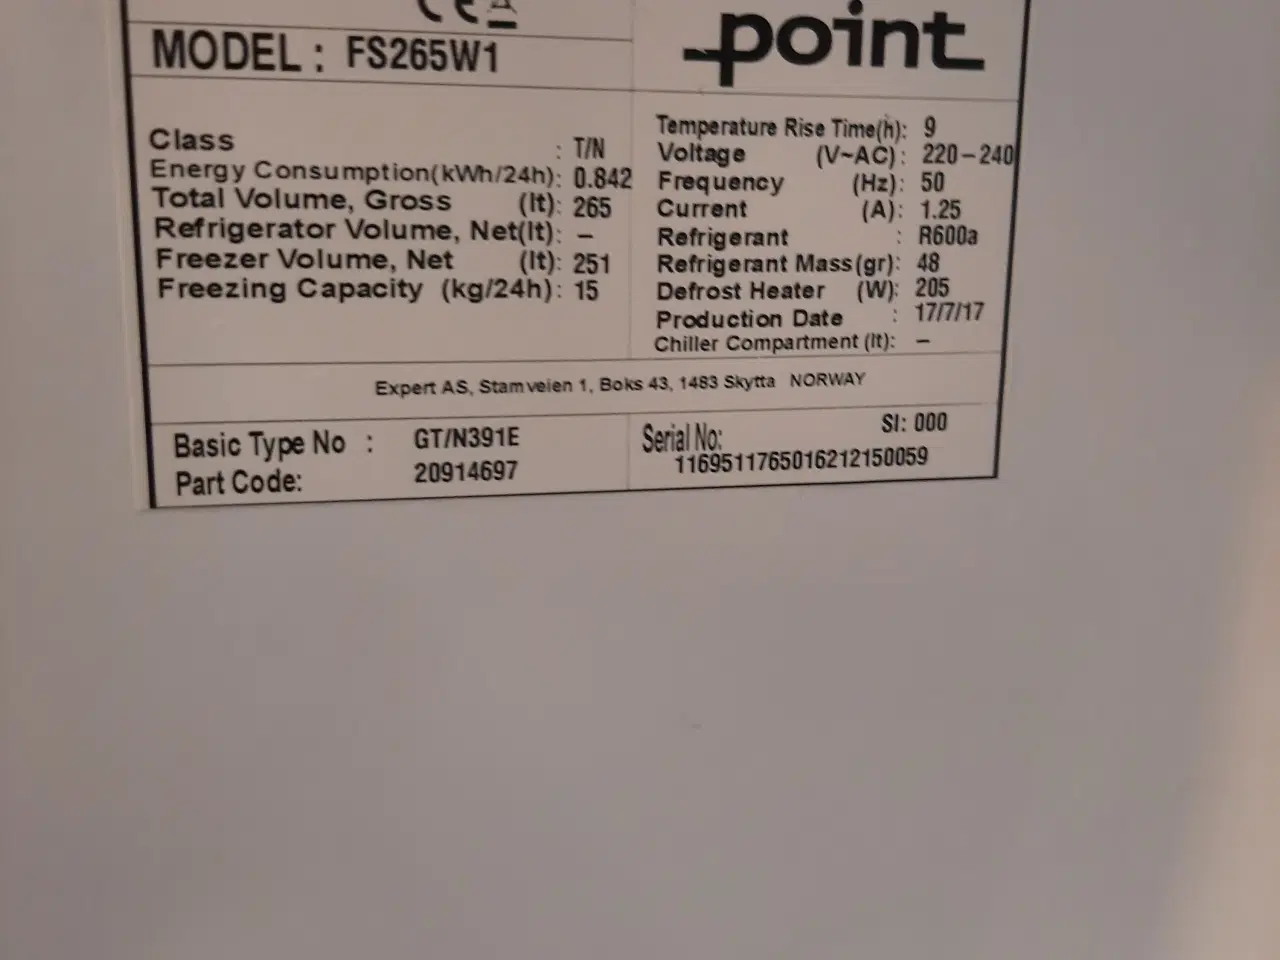 CE
point
MODEL : FS265W1
Class : T/N
Energy Consumption(kWh/24h): 0.842
Total Volume, Gross (lt): 265
Refrigerator Volume, Net(lt): –
Freezer Volume, Net (lt): 251
Freezing Capacity (kg/24h): 15
Temperature Rise Time(h): 9
Voltage (V~AC): 220–240
Frequency (Hz): 50
Current (A): 1.25
Refrigerant : R600a
Refrigerant Mass(gr): 48
Defrost Heater (W): 205
Production Date : 17/7/17
Chiller Compartment (lt): –
Expert AS, Stamveien 1, Boks 43, 1483 Skytta NORWAY
Basic Type No : GT/N391E
Part Code: 20914697
Serial No: SI: 000
1169511765016212150059